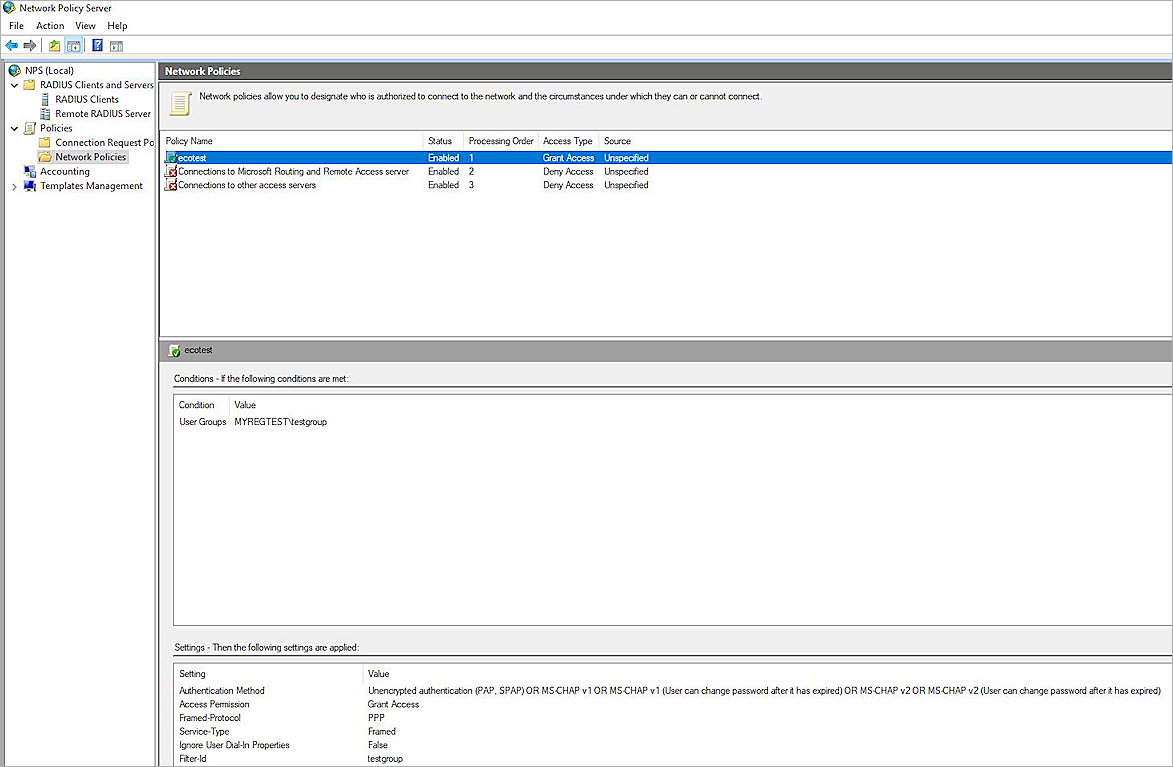 Network Policy Server
File Action View Help
NPS (Local)
RADIUS Clients and Servers
RADIUS Clients
Remote RADIUS Server
Policies
Connection Request Po
Network Policies
Accounting
Templates Management
Network Policies
Network policies allow you to designate who is authorized to connect to the network and the circumstances under which they can or cannot connect.
Policy Name Status Processing Order Access Type Source
ecotest Enabled 1 Grant Access Unspecified
Connections to Microsoft Routing and Remote Access server Enabled 2 Deny Access Unspecified
Connections to other access servers Enabled 3 Deny Access Unspecified
ecotest
Conditions - If the following conditions are met:
Condition Value
User Groups MYREGTEST\testgroup
Settings - Then the following settings are applied:
Setting Value
Authentication Method Unencrypted authentication (PAP, SPAP) OR MS-CHAP v1 OR MS-CHAP v1 (User can change password after it has expired) OR MS-CHAP v2 OR MS-CHAP v2 (User can change password after it has expired)
Access Permission Grant Access
Framed-Protocol PPP
Service-Type Framed
Ignore User Dial-In Properties False
Filter-Id testgroup